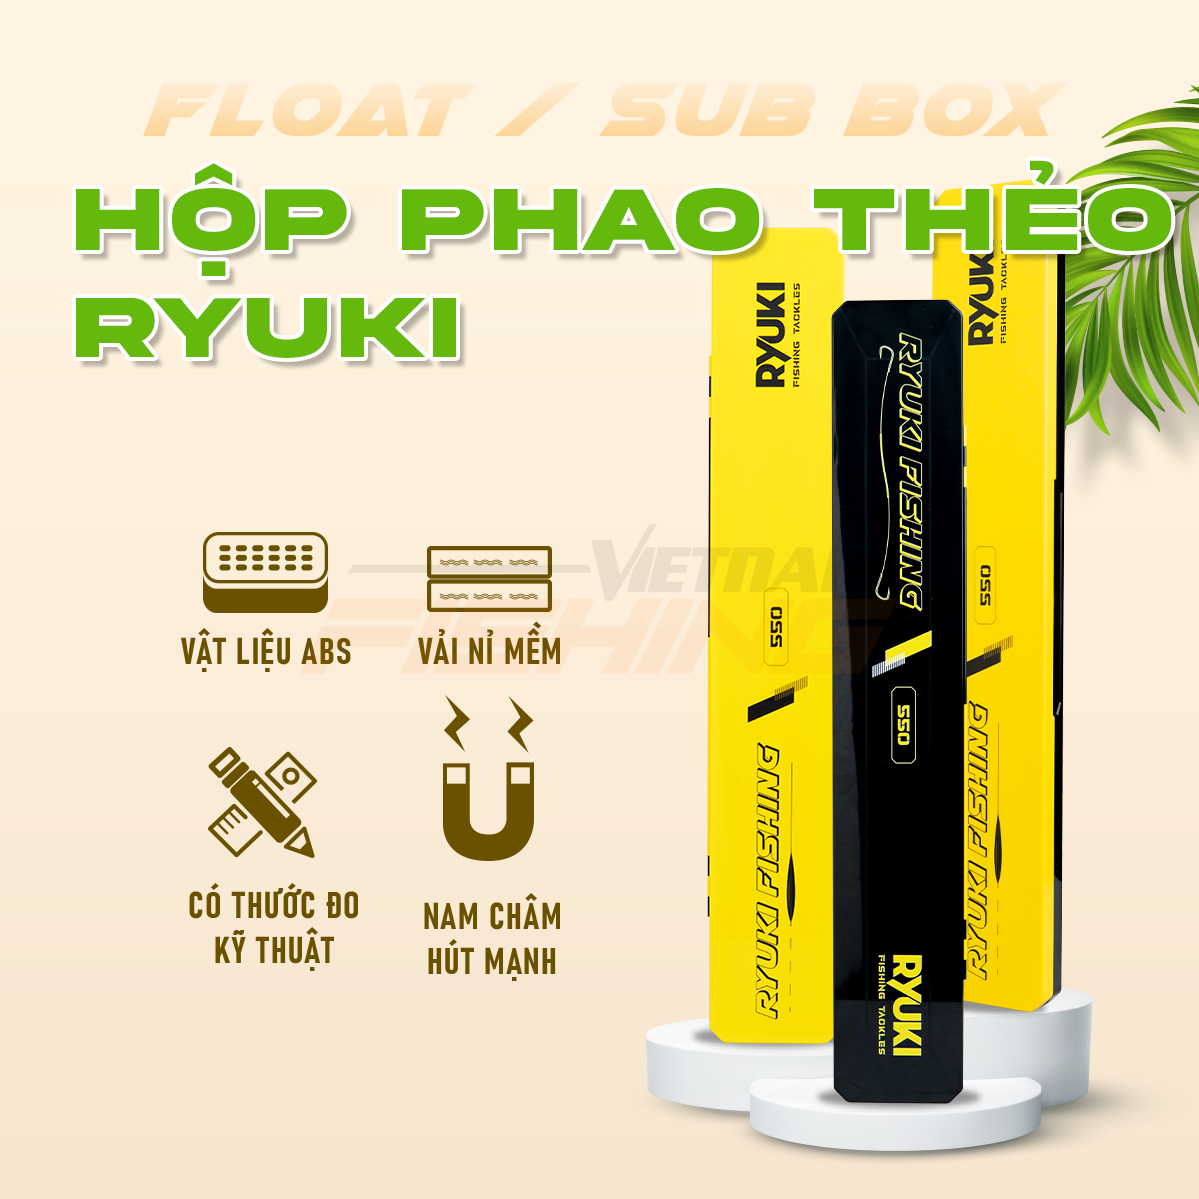 FLOAT / SUB BOX
HỘP PHAO THẺO
RYUKI
VẬT LIỆU ABS
VẢI NỈ MỀM
CÓ THƯỚC ĐO
KỸ THUẬT
NAM CHÂM
HÚT MẠNH
VIETNAM
FISHING
RYUKI
FISHING TACKLES
550
RYUKI FISHING
RYUKI FISHING
550
RYUKI
FISHING TACKLES
RYUKI
FISHING TACKLES
550
RYUKI FISHING